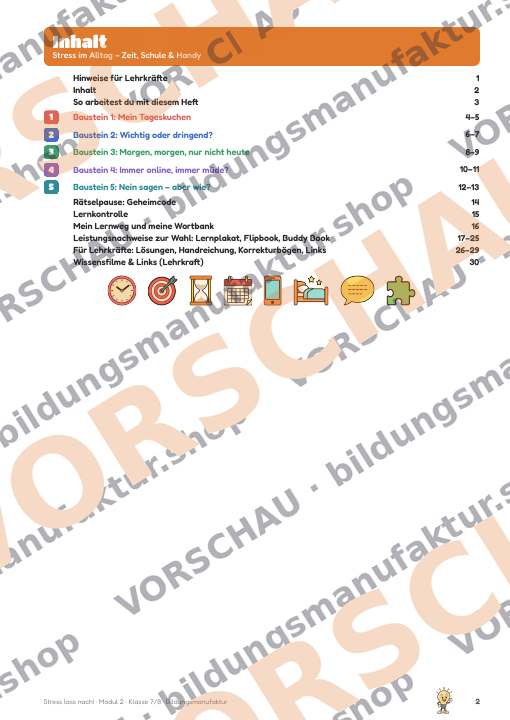 Inhalt
Stress im Alltag – Zeit, Schule & Handy
Hinweise für Lehrkräfte 1
Inhalt 2
So arbeitest du mit diesem Heft 3
1 Baustein 1: Mein Tageskuchen 4–5
2 Baustein 2: Wichtig oder dringend? 6–7
3 Baustein 3: Morgen, morgen, nur nicht heute 8–9
4 Baustein 4: Immer online, immer müde? 10–11
5 Baustein 5: Nein sagen – aber wie? 12–13
Rätselpause: Geheimcode 14
Lernkontrolle 15
Mein Lernweg und meine Wortbank 16
Leistungsnachweise zur Wahl: Lernplakat, Flipbook, Buddy Book 17–25
Für Lehrkräfte: Lösungen, Handreichung, Korrekturbögen, Links 26–29
Wissensfilme & Links (Lehrkraft) 30
VORSCHAU · bildungsmanufaktur.shop
VORSCHAU
Stress lass nach! · Modul 2 · Klasse 7/8 · Bildungsmanufaktur 2